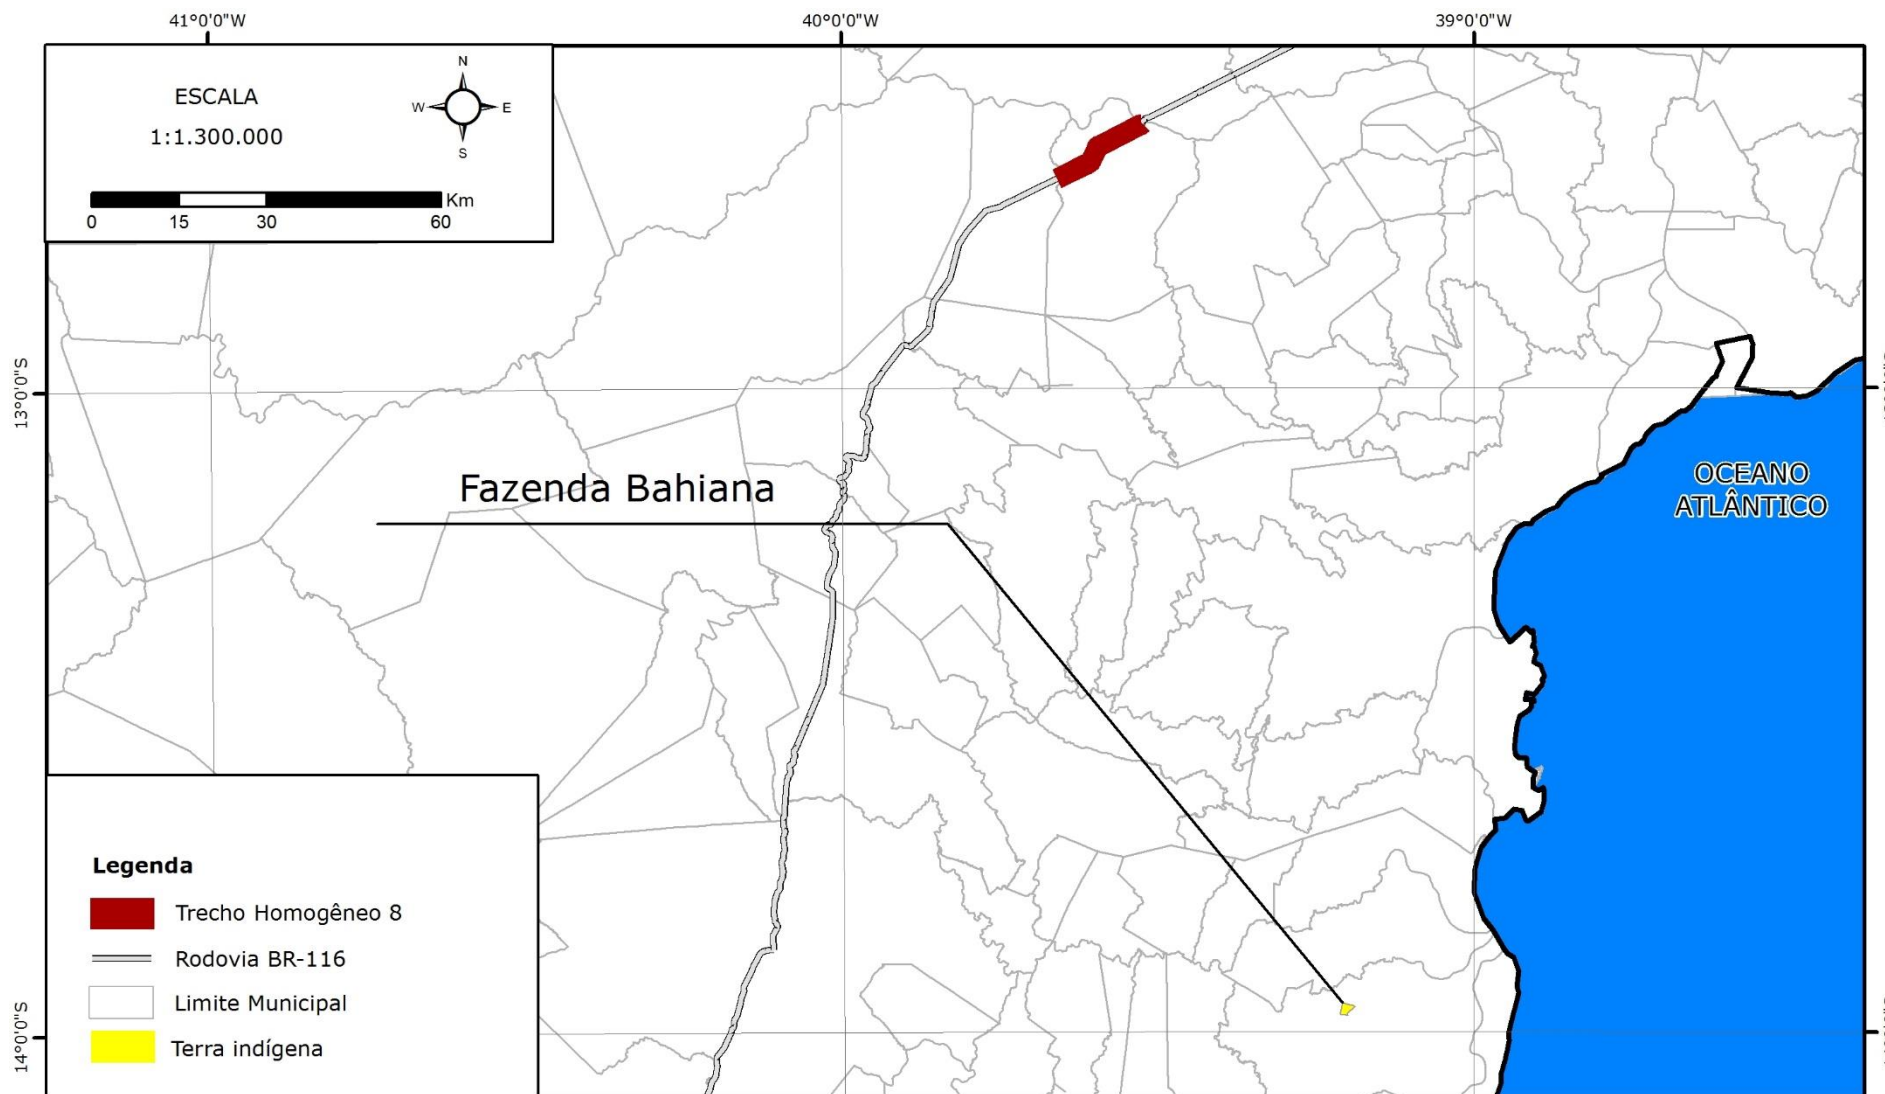 41°0'0"W
40°0'0"W
39°0'0"W
ESCALA
1:1.300.000
N
W
E
S
Km
0
15
30
60
13°0'0"S
Fazenda Bahiana
OCEANO
ATLÂNTICO
Legenda
Trecho Homogêneo 8
Rodovia BR-116
Limite Municipal
Terra indígena
14°0'0"S